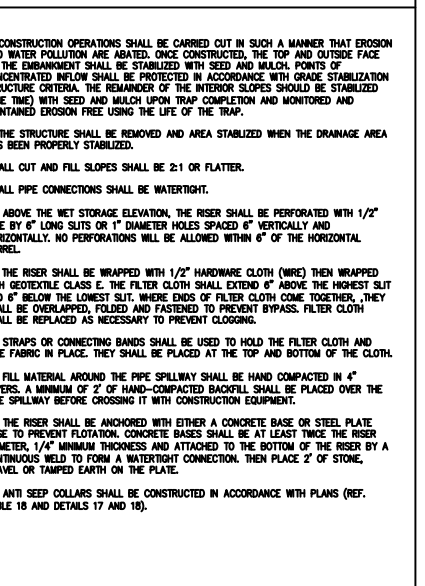 CONSTRUCTION OPERATIONS SHALL BE CARRIED CUT IN SUCH A MANNER THAT EROSION
D WATER POLLUTION ARE ABATED. ONCE CONSTRUCTED, THE TOP AND OUTSIDE FACE
THE EMBANKMENT SHALL BE STABILIZED WITH SEED AND MULCH. POINTS OF
NCENTRATED INFLOW SHALL BE PROTECTED IN ACCORDANCE WITH GRADE STABILIZATION
RUCTURE CRITERIA. THE REMAINDER OF THE INTERIOR SLOPES SHOULD BE STABILIZED
E TIME) WITH SEED AND MULCH UPON TRAP COMPLETION AND MONITORED AND
NTAINED EROSION FREE USING THE LIFE OF THE TRAP.
THE STRUCTURE SHALL BE REMOVED AND AREA STABLIZED WHEN THE DRAINAGE AREA
S BEEN PROPERLY STABILIZED.
ALL CUT AND FILL SLOPES SHALL BE 2:1 OR FLATTER.
ALL PIPE CONNECTIONS SHALL BE WATERTIGHT.
ABOVE THE WET STORAGE ELEVATION, THE RISER SHALL BE PERFORATED WITH 1/2"
E BY 6" LONG SLITS OR 1" DIAMETER HOLES SPACED 6" VERTICALLY AND
RIZONTALLY. NO PERFORATIONS WILL BE ALLOWED WITHIN 6" OF THE HORIZONTAL
RREL.
THE RISER SHALL BE WRAPPED WITH 1/2" HARDWARE CLOTH (WIRE) THEN WRAPPED
H GEOTEXTILE CLASS E. THE FILTER CLOTH SHALL EXTEND 6" ABOVE THE HIGHEST SLIT
D 6" BELOW THE LOWEST SLIT. WHERE ENDS OF FILTER CLOTH COME TOGETHER, ,THEY
ALL BE OVERLAPPED, FOLDED AND FASTENED TO PREVENT BYPASS. FILTER CLOTH
ALL BE REPLACED AS NECESSARY TO PREVENT CLOGGING.
STRAPS OR CONNECTING BANDS SHALL BE USED TO HOLD THE FILTER CLOTH AND
E FABRIC IN PLACE. THEY SHALL BE PLACED AT THE TOP AND BOTTOM OF THE CLOTH.
FILL MATERIAL AROUND THE PIPE SPILLWAY SHALL BE HAND COMPACTED IN 4"
YERS. A MINIMUM OF 2' OF HAND-COMPACTED BACKFILL SHALL BE PLACED OVER THE
E SPILLWAY BEFORE CROSSING IT WITH CONSTRUCTION EQUIPMENT.
THE RISER SHALL BE ANCHORED WITH EITHER A CONCRETE BASE OR STEEL PLATE
SE TO PREVENT FLOTATION. CONCRETE BASES SHALL BE AT LEAST TWICE THE RISER
METER, 1/4" MINIMUM THICKNESS AND ATTACHED TO THE BOTTOM OF THE RISER BY A
NTINUOUS WELD TO FORM A WATERTIGHT CONNECTION. THEN PLACE 2' OF STONE,
AVEL OR TAMPED EARTH ON THE PLATE.
ANTI SEEP COLLARS SHALL BE CONSTRUCTED IN ACCORDANCE WITH PLANS (REF.
BLE 18 AND DETAILS 17 AND 18).